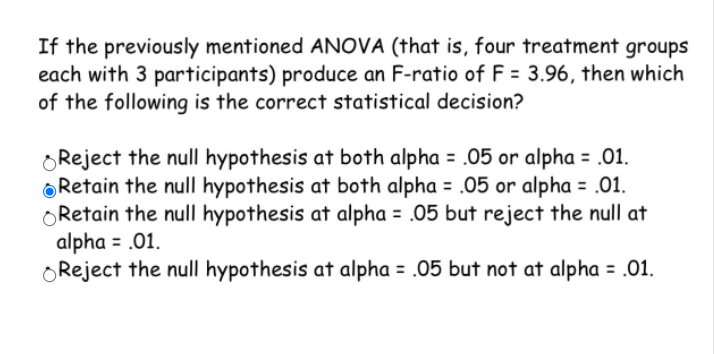 If the previously mentioned ANOVA (that is, four treatment groups
each with 3 participants) produce an F-ratio of F = 3.96, then which
of the following is the correct statistical decision?
Reject the null hypothesis at both alpha = .05 or alpha = .01.
Retain the null hypothesis at both alpha = .05 or alpha = .01.
Retain the null hypothesis at alpha = .05 but reject the null at
alpha = .01.
Reject the null hypothesis at alpha = .05 but not at alpha = .01.